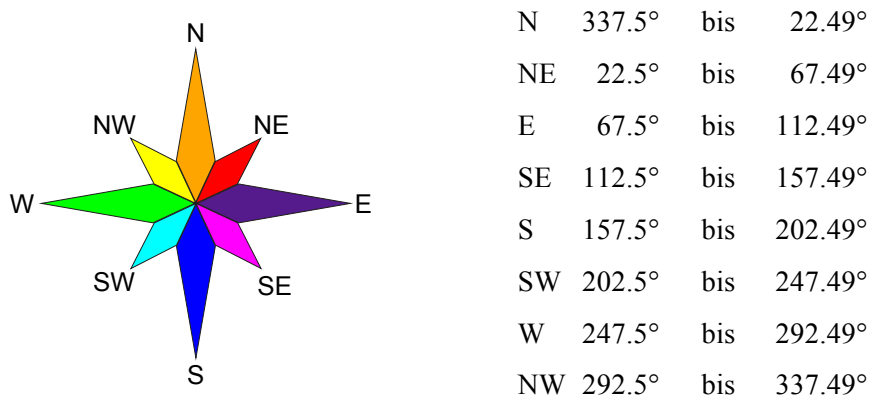 N
NW NE
W E
SW SE
S
N 337.5° bis 22.49°
NE 22.5° bis 67.49°
E 67.5° bis 112.49°
SE 112.5° bis 157.49°
S 157.5° bis 202.49°
SW 202.5° bis 247.49°
W 247.5° bis 292.49°
NW 292.5° bis 337.49°